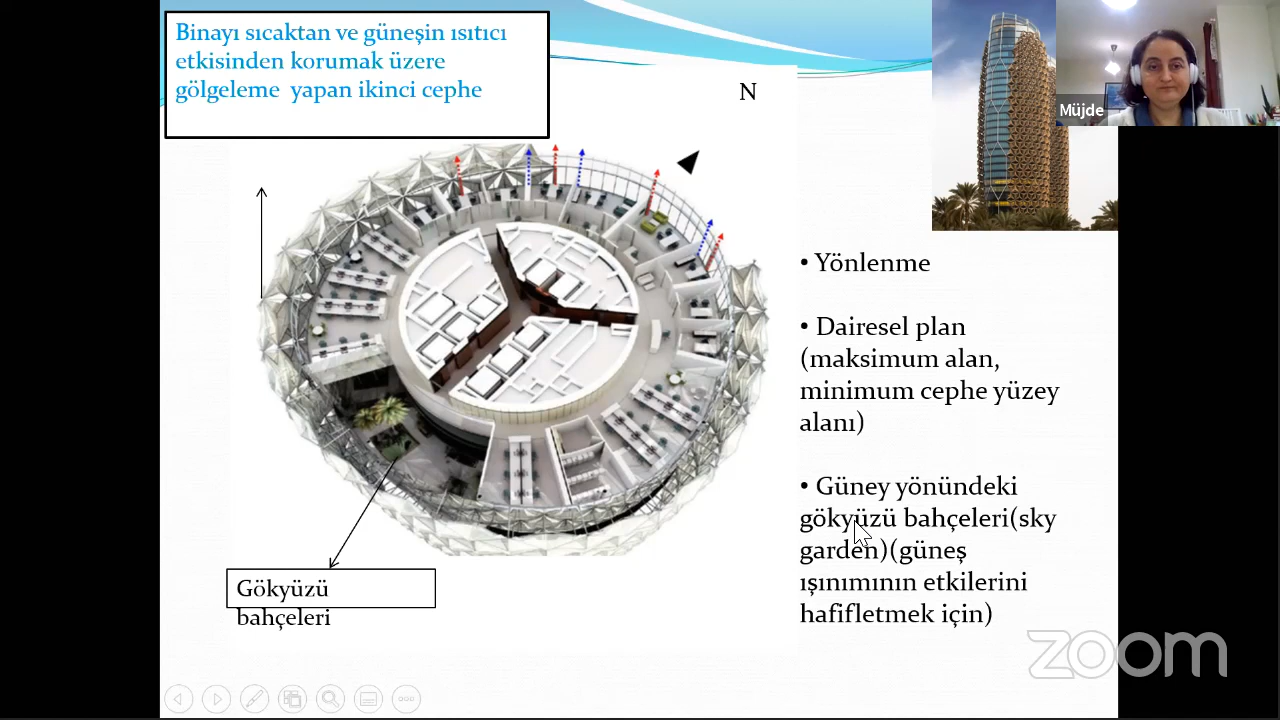 Binayı sıcaktan ve güneşin ısıtıcı
etkisinden korumak üzere
gölgeleme yapan ikinci cephe
N
Müjde
• Yönlenme
• Dairesel plan
(maksimum alan,
minimum cephe yüzey
alanı)
• Güney yönündeki
gökyüzü bahçeleri(sky
garden)(güneş
ışınımının etkilerini
hafifletmek için)
Gökyüzü
bahçeleri
zoom